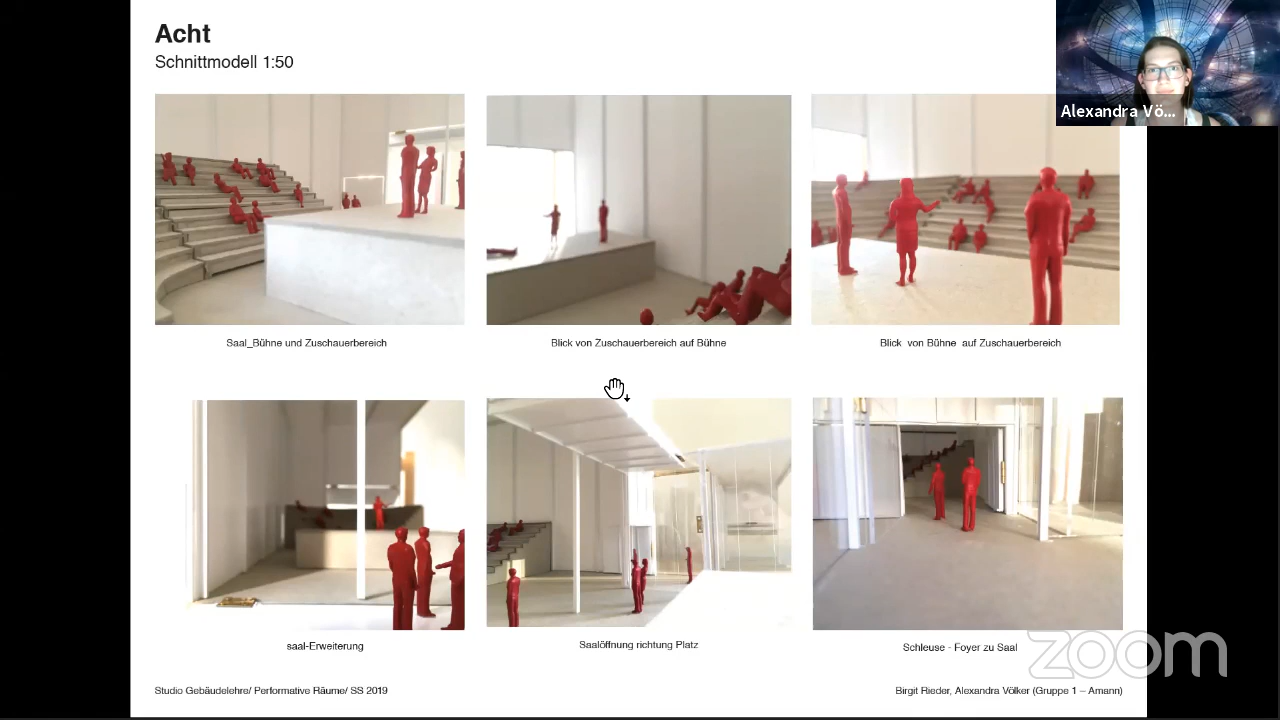 Acht
Schnittmodell 1:50
Alexandra Vö...
Saal_Bühne und Zuschauerbereich
Blick von Zuschauerbereich auf Bühne
Blick von Bühne auf Zuschauerbereich
saal-Erweiterung
Saalöffnung richtung Platz
Schleuse - Foyer zu Saal
zoom
Studio Gebäudelehre/ Performative Räume/ SS 2019
Birgit Rieder, Alexandra Völker (Gruppe 1 – Amann)